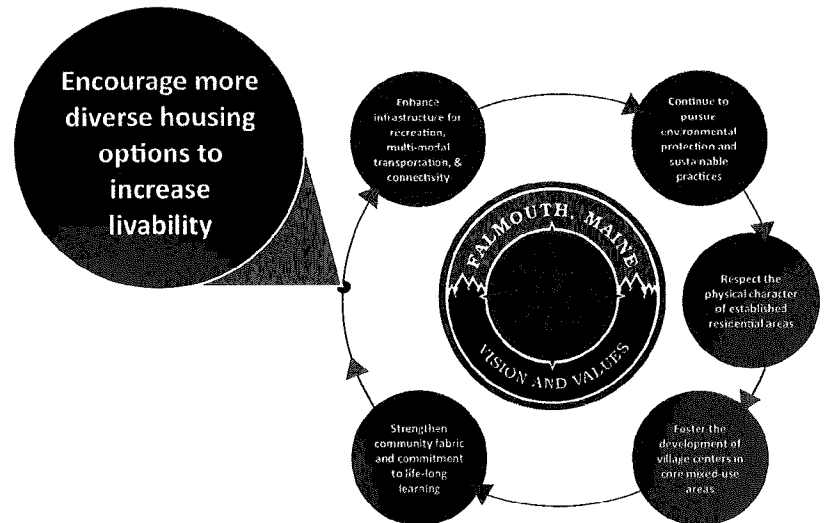 Encourage more
diverse housing
options to
increase
livability
Enhance
infrastructure for
recreation,
multi-modal
transportation, &
connectivity
Continue to
pursue
environmental
protection and
sustainable
practices
Respect the
physical character
of established
residential areas
Foster the
development of
village centers in
core mixed-use
areas
Strengthen
community fabric
and commitment
to life-long
learning
FALMOUTH, MAINE
VISION AND VALUES